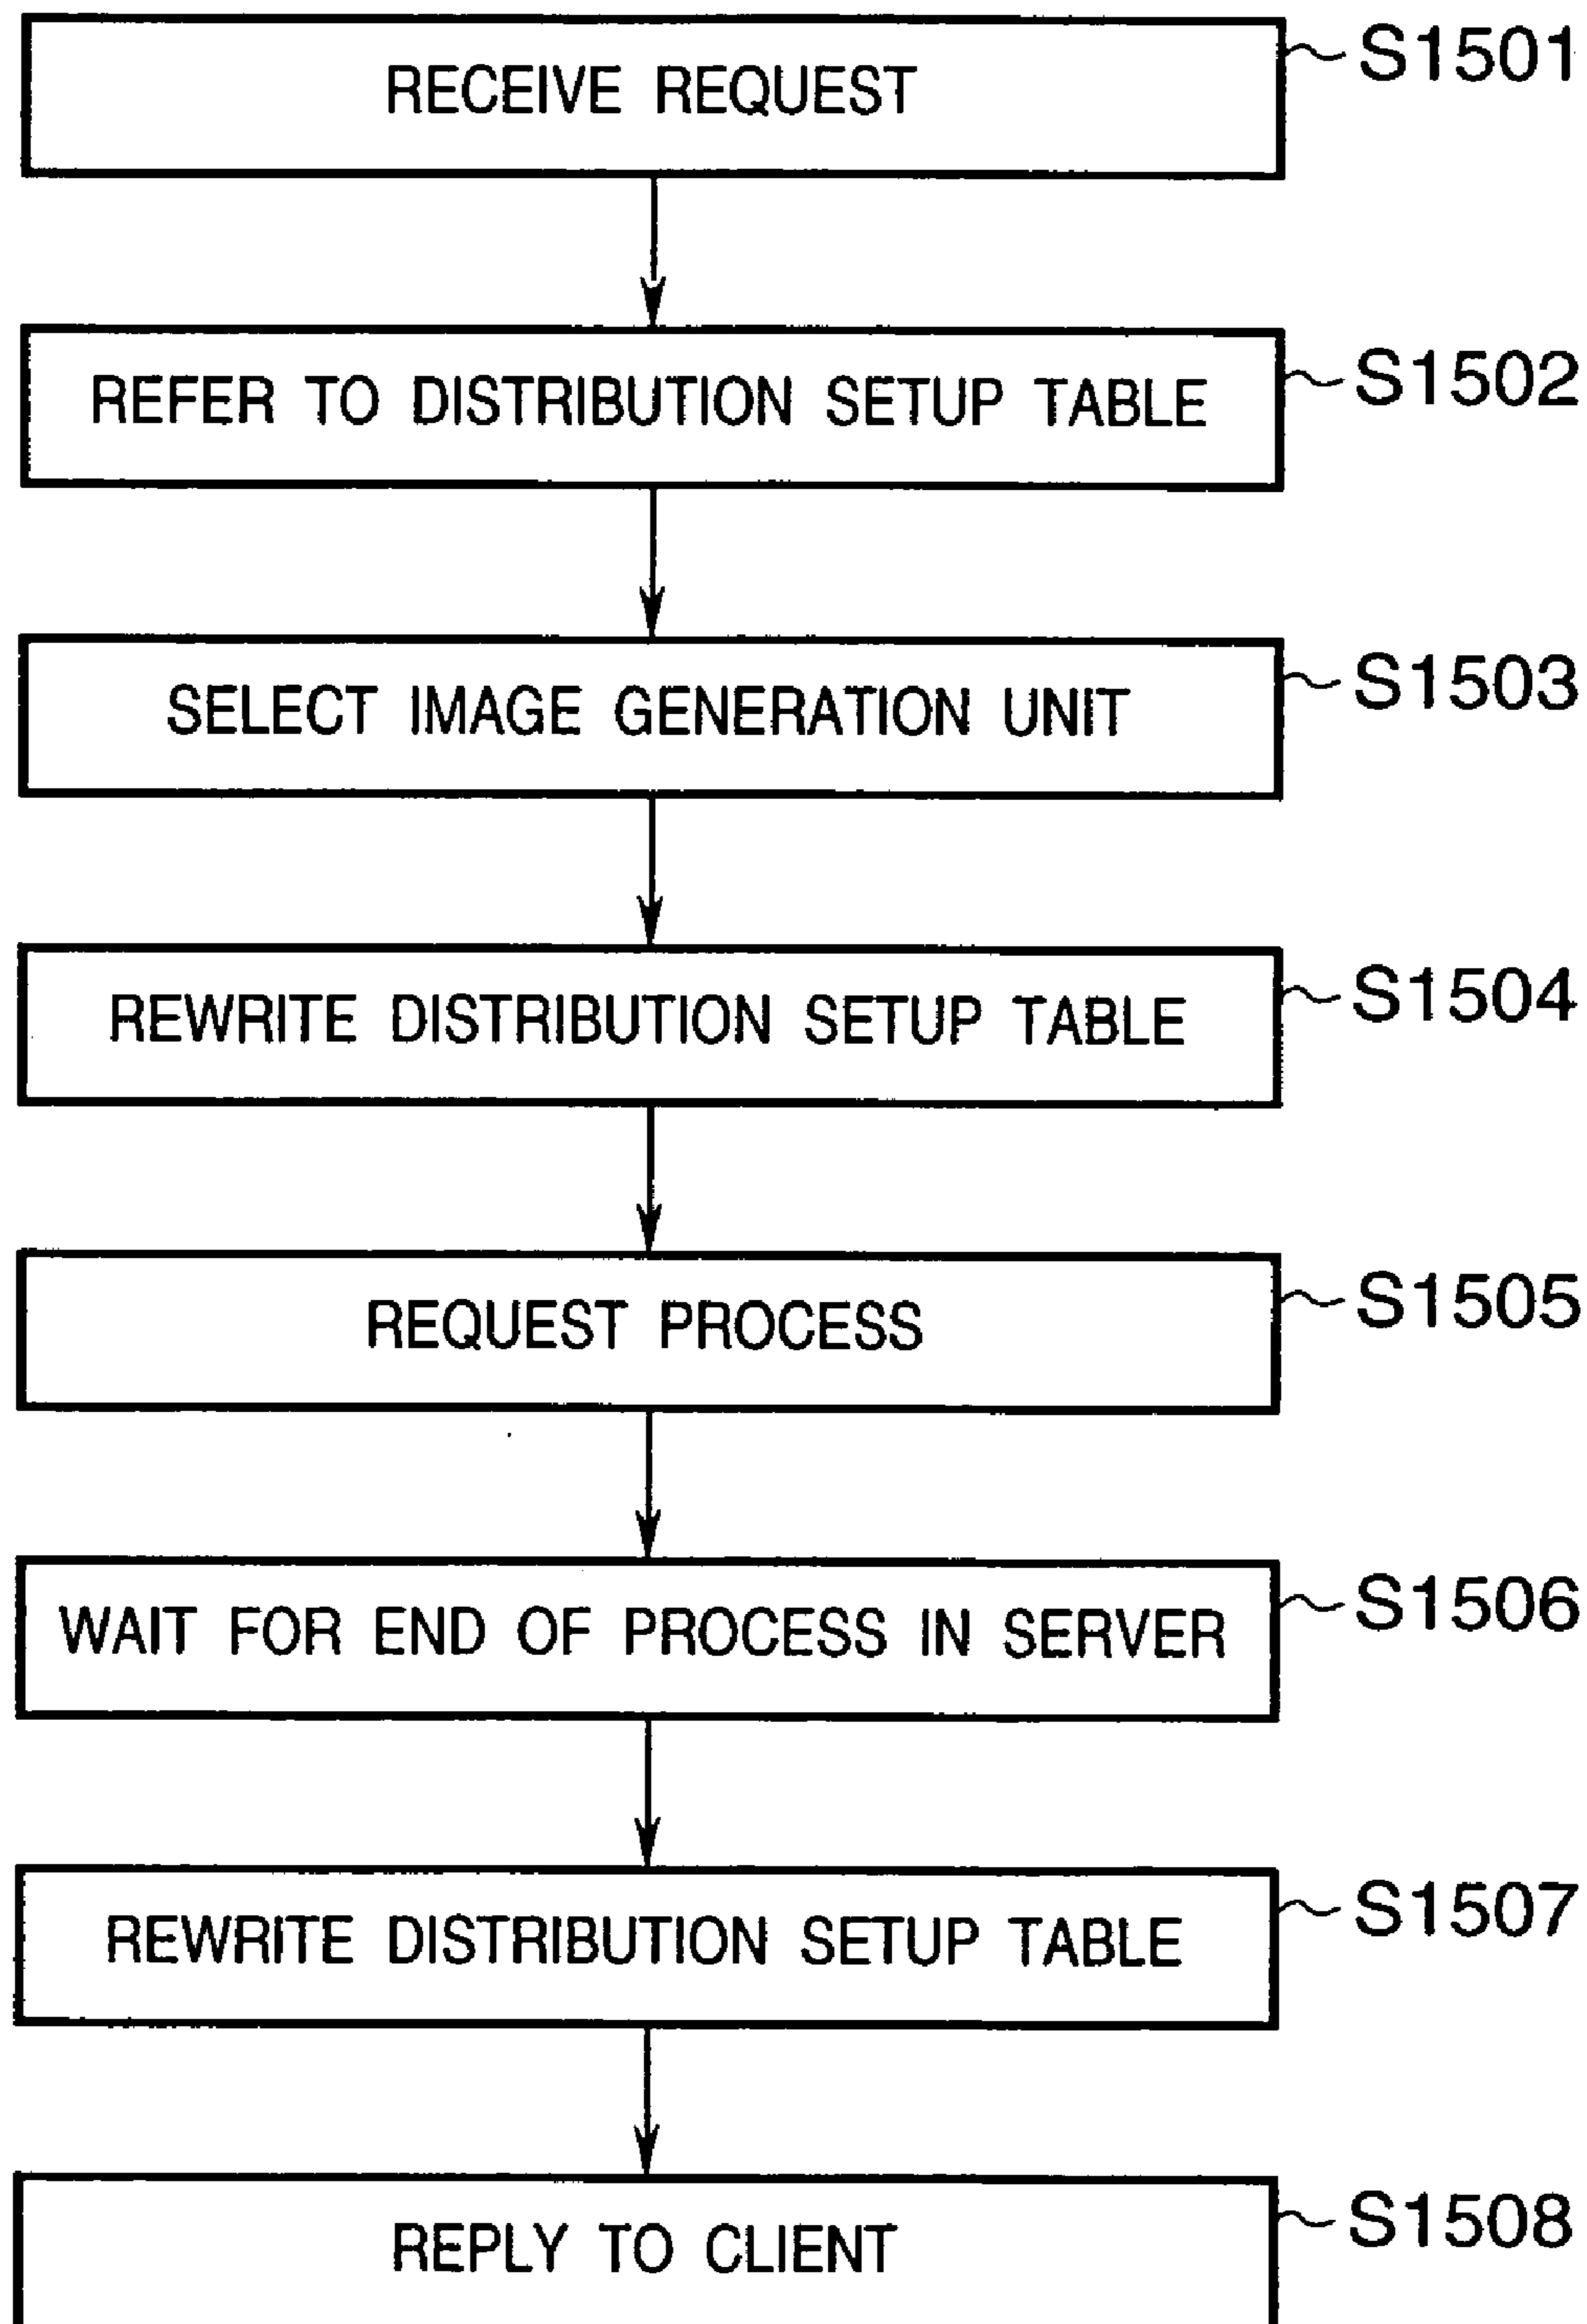 RECEIVE REQUEST
S1501
REFER TO DISTRIBUTION SETUP TABLE
S1502
SELECT IMAGE GENERATION UNIT
S1503
REWRITE DISTRIBUTION SETUP TABLE
S1504
REQUEST PROCESS
S1505
WAIT FOR END OF PROCESS IN SERVER
S1506
REWRITE DISTRIBUTION SETUP TABLE
S1507
REPLY TO CLIENT
S1508